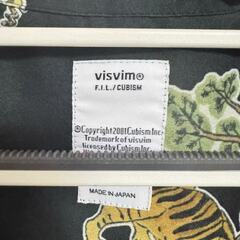 visvim®
F.I.L./CUBISM
©Copyright2001Cubism Inc.
Trademark of visvim
licensed by Cubism Inc.
MADE IN JAPAN